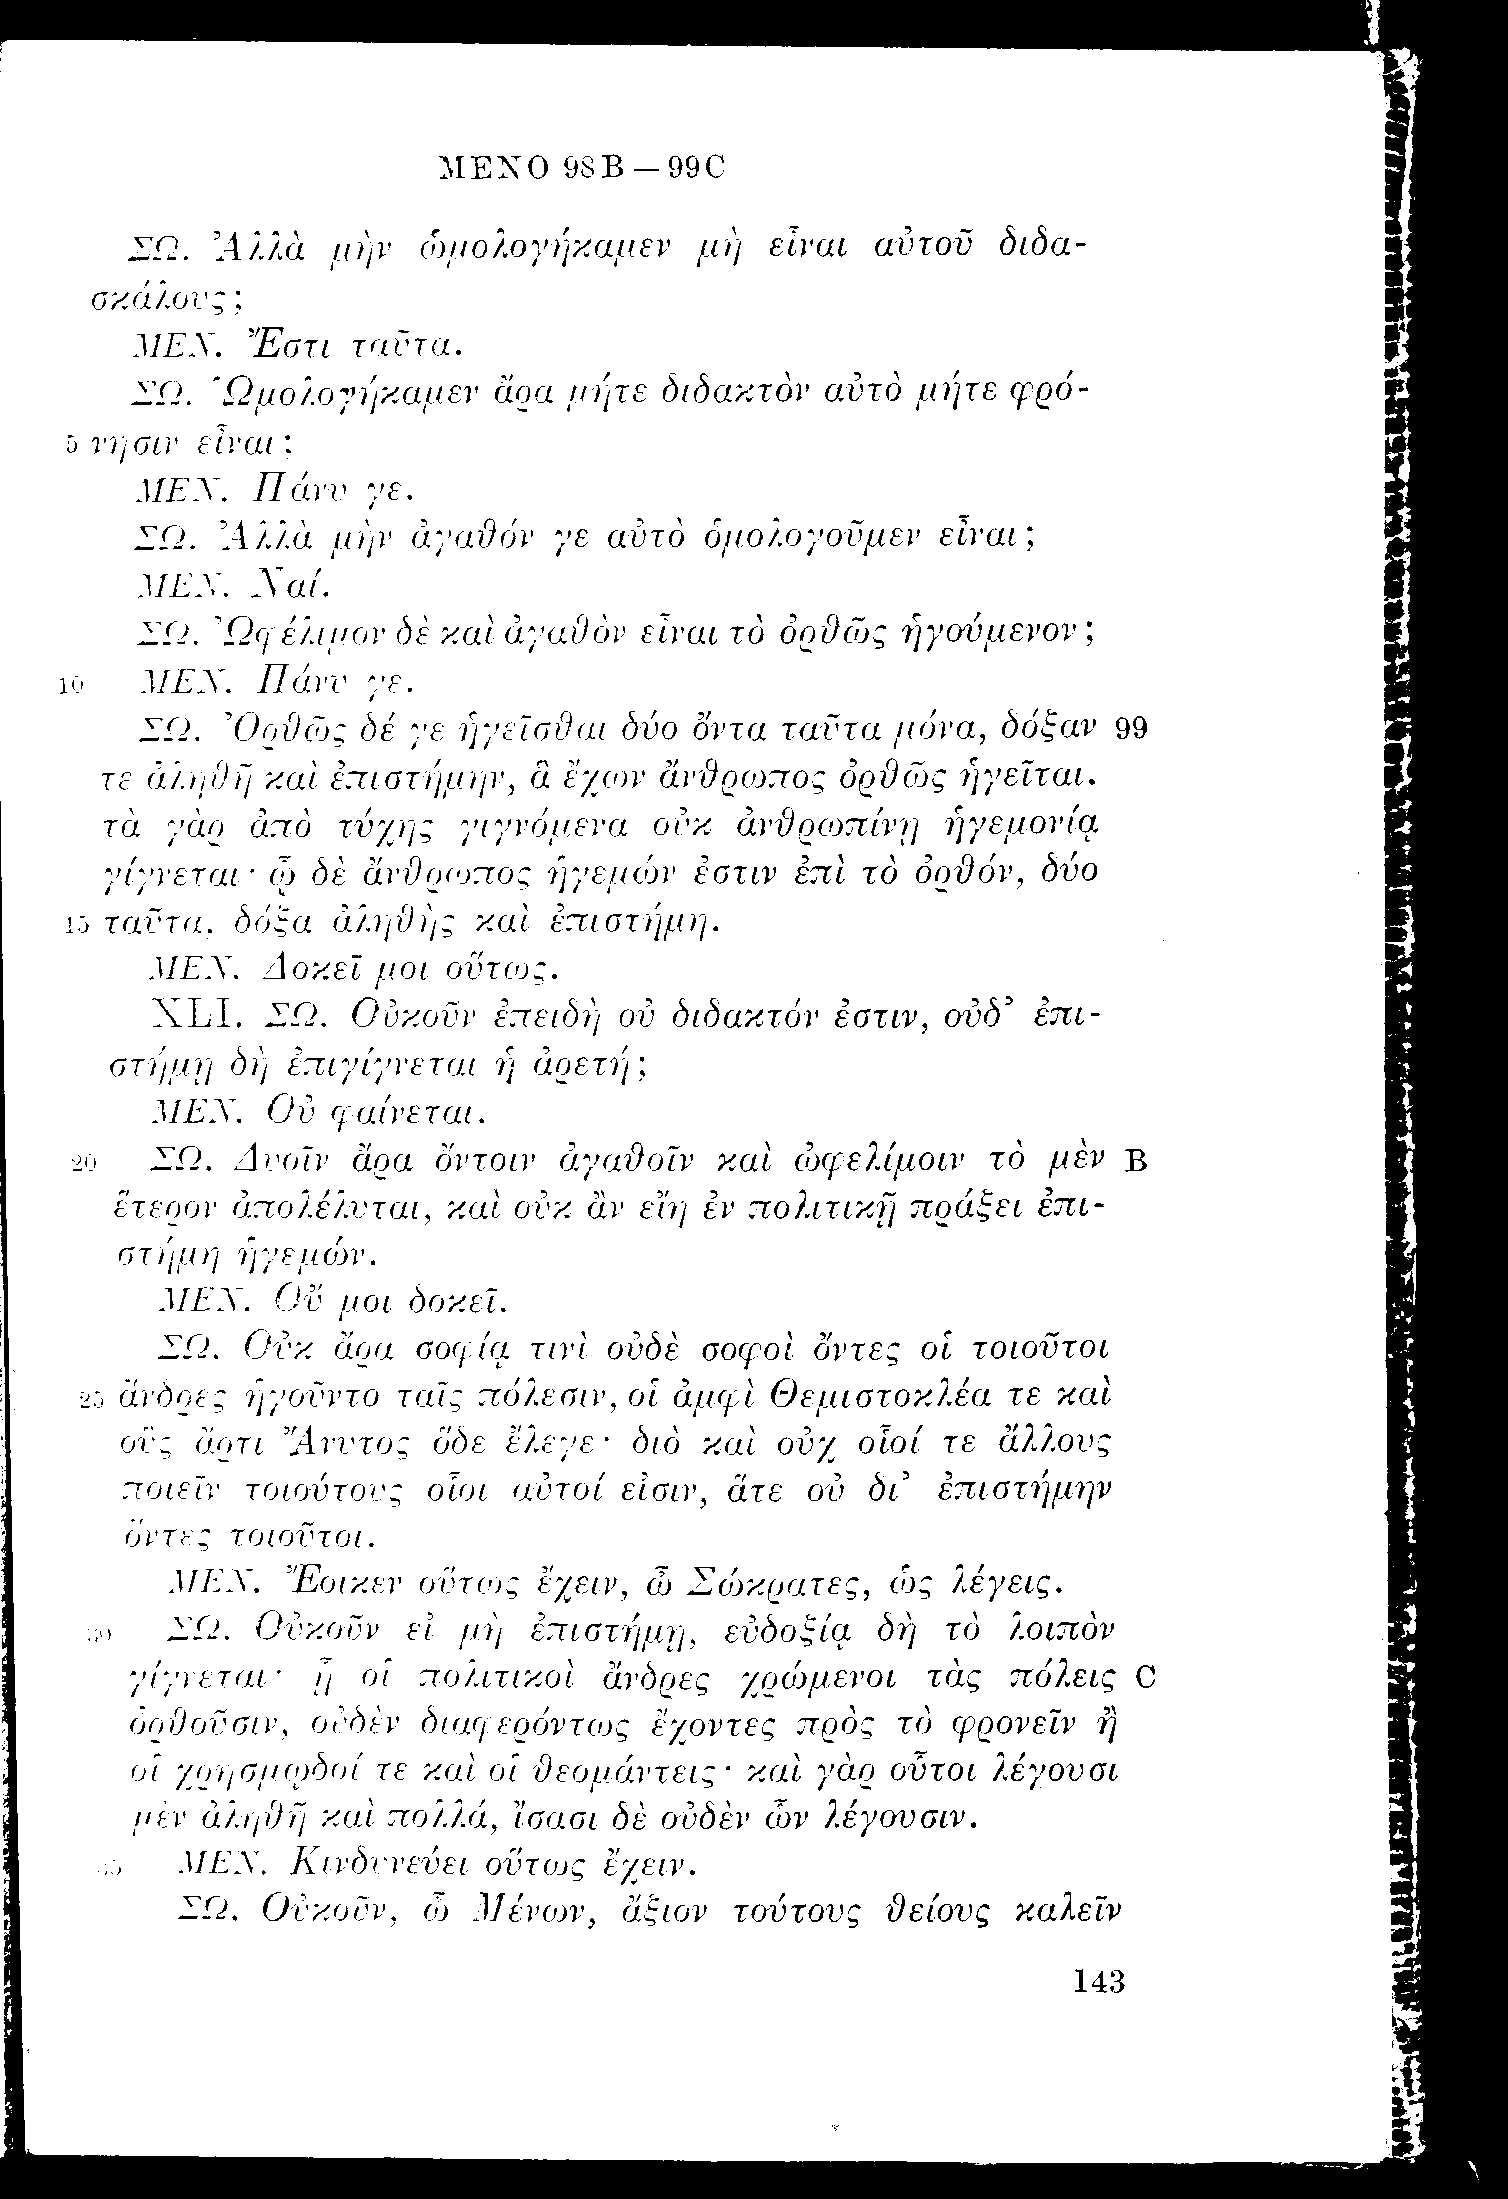 MENO 98B — 99C
ΣΩ. Ἀλλὰ μὴν ὡμολογήκαμεν μὴ εἶναι αὐτοῦ διδα-
σκάλους;
ΜΕΝ. Ἔστι ταῦτα.
ΣΩ. Ὡμολογήκαμεν ἄρα μήτε διδακτὸν αὐτὸ μήτε φρό-
5 νησιν εἶναι;
ΜΕΝ. Πάνυ γε.
ΣΩ. Ἀλλὰ μὴν ἀγαθόν γε αὐτὸ ὁμολογοῦμεν εἶναι;
ΜΕΝ. Ναί.
ΣΩ. Ὠφέλιμον δὲ καὶ ἀγαθὸν εἶναι τὸ ὀρθῶς ἡγούμενον;
10 ΜΕΝ. Πάνυ γε.
ΣΩ. Ὀρθῶς δέ γε ἡγεῖσθαι δύο ὄντα ταῦτα μόνα, δόξαν 99
τε ἀληθῆ καὶ ἐπιστήμην, ἃ ἔχων ἄνθρωπος ὀρθῶς ἡγεῖται.
τὰ γὰρ ἀπὸ τύχης γιγνόμενα οὐκ ἀνθρωπίνῃ ἡγεμονίᾳ
γίγνεται· ᾧ δὲ ἄνθρωπος ἡγεμών ἐστιν ἐπὶ τὸ ὀρθόν, δύο
15 ταῦτα, δόξα ἀληθὴς καὶ ἐπιστήμη.
ΜΕΝ. Δοκεῖ μοι οὕτως.
XLI. ΣΩ. Οὐκοῦν ἐπειδὴ οὐ διδακτόν ἐστιν, οὐδ’ ἐπι-
στήμῃ δὴ ἐπιγίγνεται ἡ ἀρετή;
ΜΕΝ. Οὐ φαίνεται.
20 ΣΩ. Δυοῖν ἄρα ὄντοιν ἀγαθοῖν καὶ ὠφελίμοιν τὸ μὲν B
ἕτερον ἀπολέλυται, καὶ οὐκ ἂν εἴη ἐν πολιτικῇ πράξει ἐπι-
στήμη ἡγεμών.
ΜΕΝ. Οὔ μοι δοκεῖ.
ΣΩ. Οὐκ ἄρα σοφίᾳ τινὶ οὐδὲ σοφοὶ ὄντες οἱ τοιοῦτοι
25 ἄνδρες ἡγοῦντο ταῖς πόλεσιν, οἱ ἀμφὶ Θεμιστοκλέα τε καὶ
οὓς ἄρτι Ἄνυτος ὅδε ἔλεγε· διὸ καὶ οὐχ οἷοί τε ἄλλους
ποιεῖν τοιούτους οἷοι αὐτοί εἰσιν, ἅτε οὐ δι’ ἐπιστήμην
ὄντες τοιοῦτοι.
ΜΕΝ. Ἔοικεν οὕτως ἔχειν, ὦ Σώκρατες, ὡς λέγεις.
30 ΣΩ. Οὐκοῦν εἰ μὴ ἐπιστήμῃ, εὐδοξίᾳ δὴ τὸ λοιπὸν
γίγνεται· ᾗ οἱ πολιτικοὶ ἄνδρες χρώμενοι τὰς πόλεις C
ὀρθοῦσιν, οὐδὲν διαφερόντως ἔχοντες πρὸς τὸ φρονεῖν ἢ
οἱ χρησμῳδοί τε καὶ οἱ θεομάντεις· καὶ γὰρ οὗτοι λέγουσι
μὲν ἀληθῆ καὶ πολλά, ἴσασι δὲ οὐδὲν ὧν λέγουσιν.
35 ΜΕΝ. Κινδυνεύει οὕτως ἔχειν.
ΣΩ. Οὐκοῦν, ὦ Μένων, ἄξιον τούτους θείους καλεῖν
143